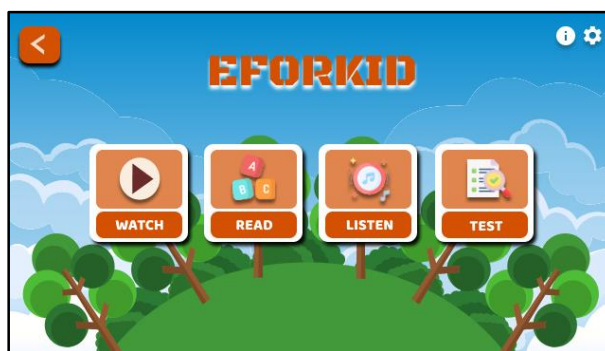 EFORKID
A
B
C
WATCH
READ
LISTEN
TEST